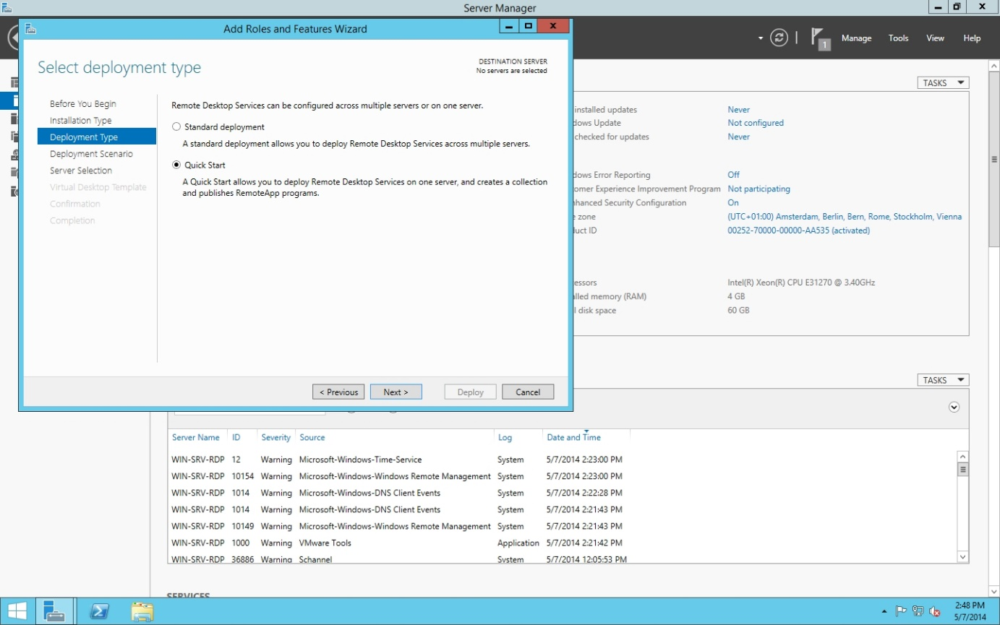 Server Manager
Add Roles and Features Wizard
1
Manage
Tools
View
Help
Select deployment type
DESTINATION SERVER
No servers are selected
Before You Begin
Installation Type
Deployment Type
Deployment Scenario
Server Selection
Virtual Desktop Template
Confirmation
Completion
Remote Desktop Services can be configured across multiple servers or on one server.
Standard deployment
A standard deployment allows you to deploy Remote Desktop Services across multiple servers.
Quick Start
A Quick Start allows you to deploy Remote Desktop Services on one server, and creates a collection
and publishes RemoteApp programs.
< Previous
Next >
Deploy
Cancel
TASKS
installed updates Never
Update Not configured
checked for updates Never
Error Reporting Off
Experience Improvement Program Not participating
Security Configuration On
zone (UTC+01:00) Amsterdam, Berlin, Bern, Rome, Stockholm, Vienna
ID 00252-70000-00000-AA535 (activated)
Intel(R) Xeon(R) CPU E31270 @ 3.40GHz
memory (RAM) 4 GB
disk space 60 GB
TASKS
Server Name ID Severity Source Log Date and Time
WIN-SRV-RDP 12 Warning Microsoft-Windows-Time-Service System 5/7/2014 2:23:00 PM
WIN-SRV-RDP 10154 Warning Microsoft-Windows-Windows Remote Management System 5/7/2014 2:23:00 PM
WIN-SRV-RDP 1014 Warning Microsoft-Windows-DNS Client Events System 5/7/2014 2:22:28 PM
WIN-SRV-RDP 1014 Warning Microsoft-Windows-DNS Client Events System 5/7/2014 2:21:43 PM
WIN-SRV-RDP 10149 Warning Microsoft-Windows-Windows Remote Management System 5/7/2014 2:21:43 PM
WIN-SRV-RDP 1000 Warning VMware Tools Application 5/7/2014 2:21:42 PM
WIN-SRV-RDP 36886 Warning Schannel System 5/7/2014 12:05:53 PM
SERVICES
2:48 PM
5/7/2014